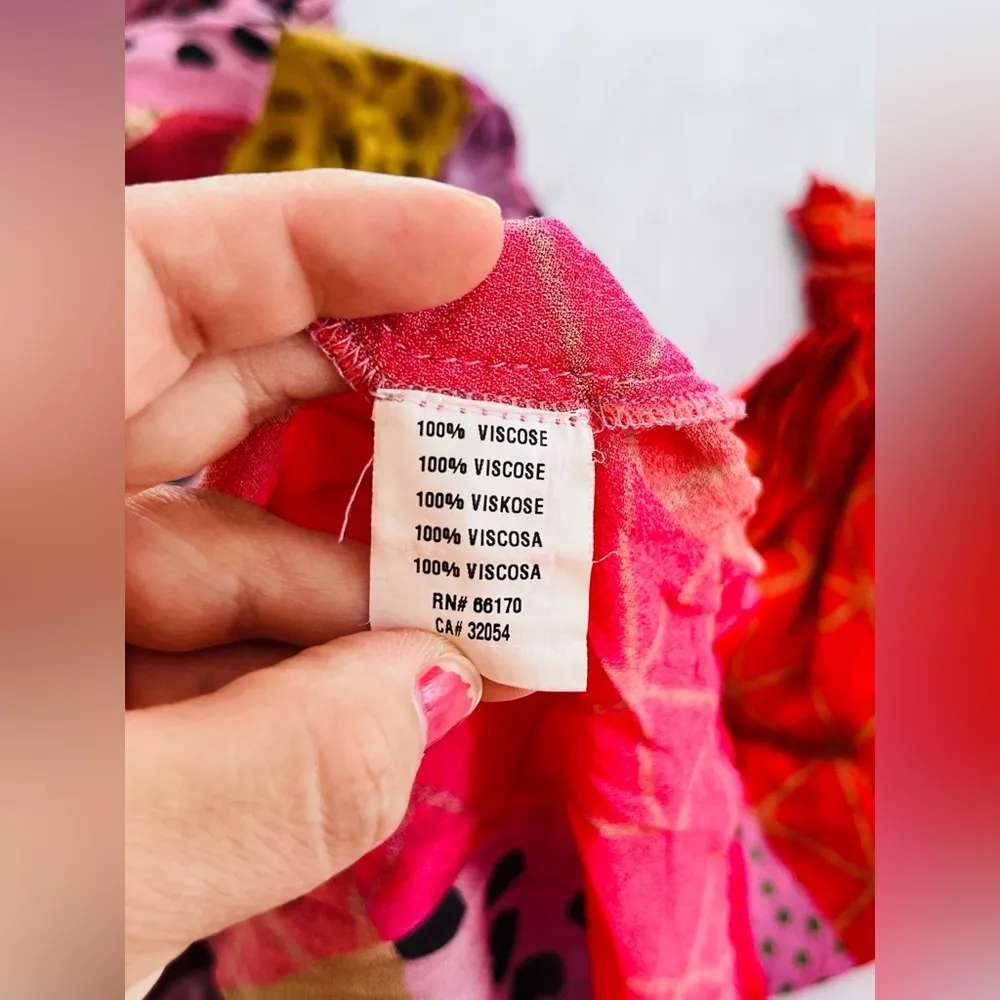 100% VISCOSE
100% VISCOSE
100% VISKOSE
100% VISCOSA
100% VISCOSA
RN# 66170
CA# 32054